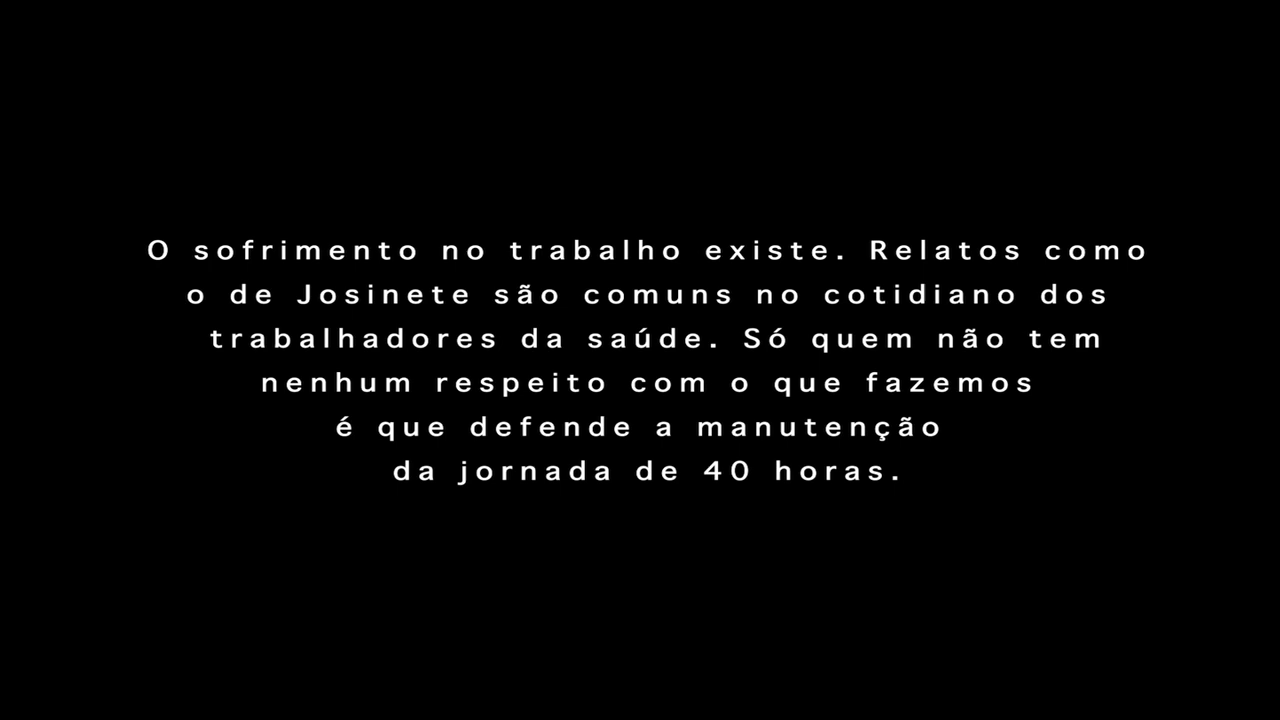 O sofrimento no trabalho existe. Relatos como
o de Josinete são comuns no cotidiano dos
trabalhadores da saúde. Só quem não tem
nenhum respeito com o que fazemos
é que defende a manutenção
da jornada de 40 horas.